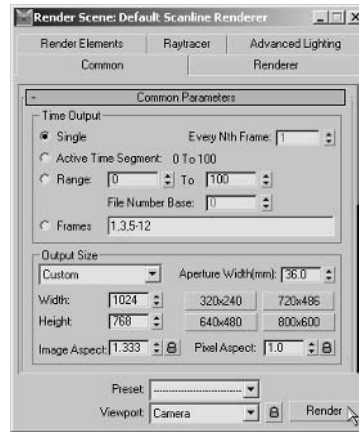 Render Scene: Default Scanline Renderer
Render Elements Raytracer Advanced Lighting
Common Renderer
- Common Parameters
Time Output
Single Every Nth Frame: 1
Active Time Segment: 0 To 100
Range: 0 To 100
File Number Base: 0
Frames 1,3,5-12
Output Size
Custom Aperture Width(mm): 36.0
Width: 1024 320x240 720x486
Height: 768 640x480 800x600
Image Aspect: 1.333 Pixel Aspect: 1.0
Preset: --------------------
Viewport: Camera Render